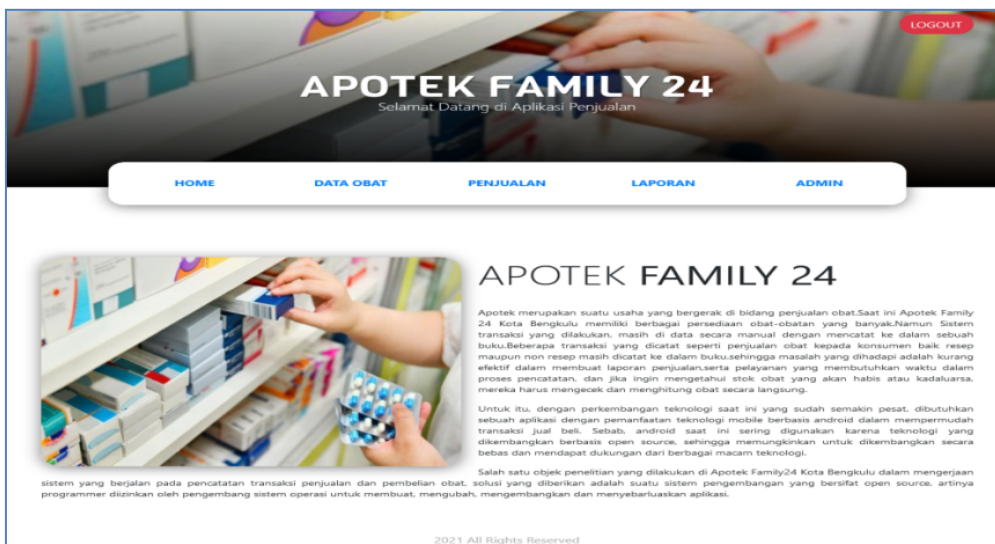 LOGOUT
APOTEK FAMILY 24
Selamat Datang di Aplikasi Penjualan
HOME DATA OBAT PENJUALAN LAPORAN ADMIN
APOTEK FAMILY 24
Apotek merupakan suatu usaha yang bergerak di bidang penjualan obat.Saat ini Apotek Family
24 Kota Bengkulu memiliki berbagai persediaan obat-obatan yang banyak.Namun Sistem
transaksi yang dilakukan, masih di data secara manual dengan mencatat ke dalam sebuah
buku.Beberapa transaksi yang dicatat seperti penjualan obat kepada konsumen baik resep
maupun non resep masih dicatat ke dalam buku.sehingga masalah yang dihadapi adalah kurang
efektif dalam membuat laporan penjualan,serta pelayanan yang membutuhkan waktu dalam
proses pencatatan, dan jika ingin mengetahui stok obat yang akan habis atau kadaluarsa,
mereka harus mengecek dan menghitung obat secara langsung.
Untuk itu, dengan perkembangan teknologi saat ini yang sudah semakin pesat, dibutuhkan
sebuah aplikasi dengan pemanfaatan teknologi mobile berbasis android dalam mempermudah
transaksi jual beli. Sebab, android saat ini sering digunakan karena teknologi yang
dikembangkan berbasis open source, sehingga memungkinkan untuk dikembangkan secara
bebas dan mendapat dukungan dari berbagai macam teknologi.
Salah satu objek penelitian yang dilakukan di Apotek Family24 Kota Bengkulu dalam mengerjaan
sistem yang berjalan pada pencatatan transaksi penjualan dan pembelian obat, solusi yang diberikan adalah suatu sistem pengembangan yang bersifat open source, artinya
programmer diizinkan oleh pengembang sistem operasi untuk membuat, mengubah, mengembangkan dan menyebarluaskan aplikasi.
2021 All Rights Reserved